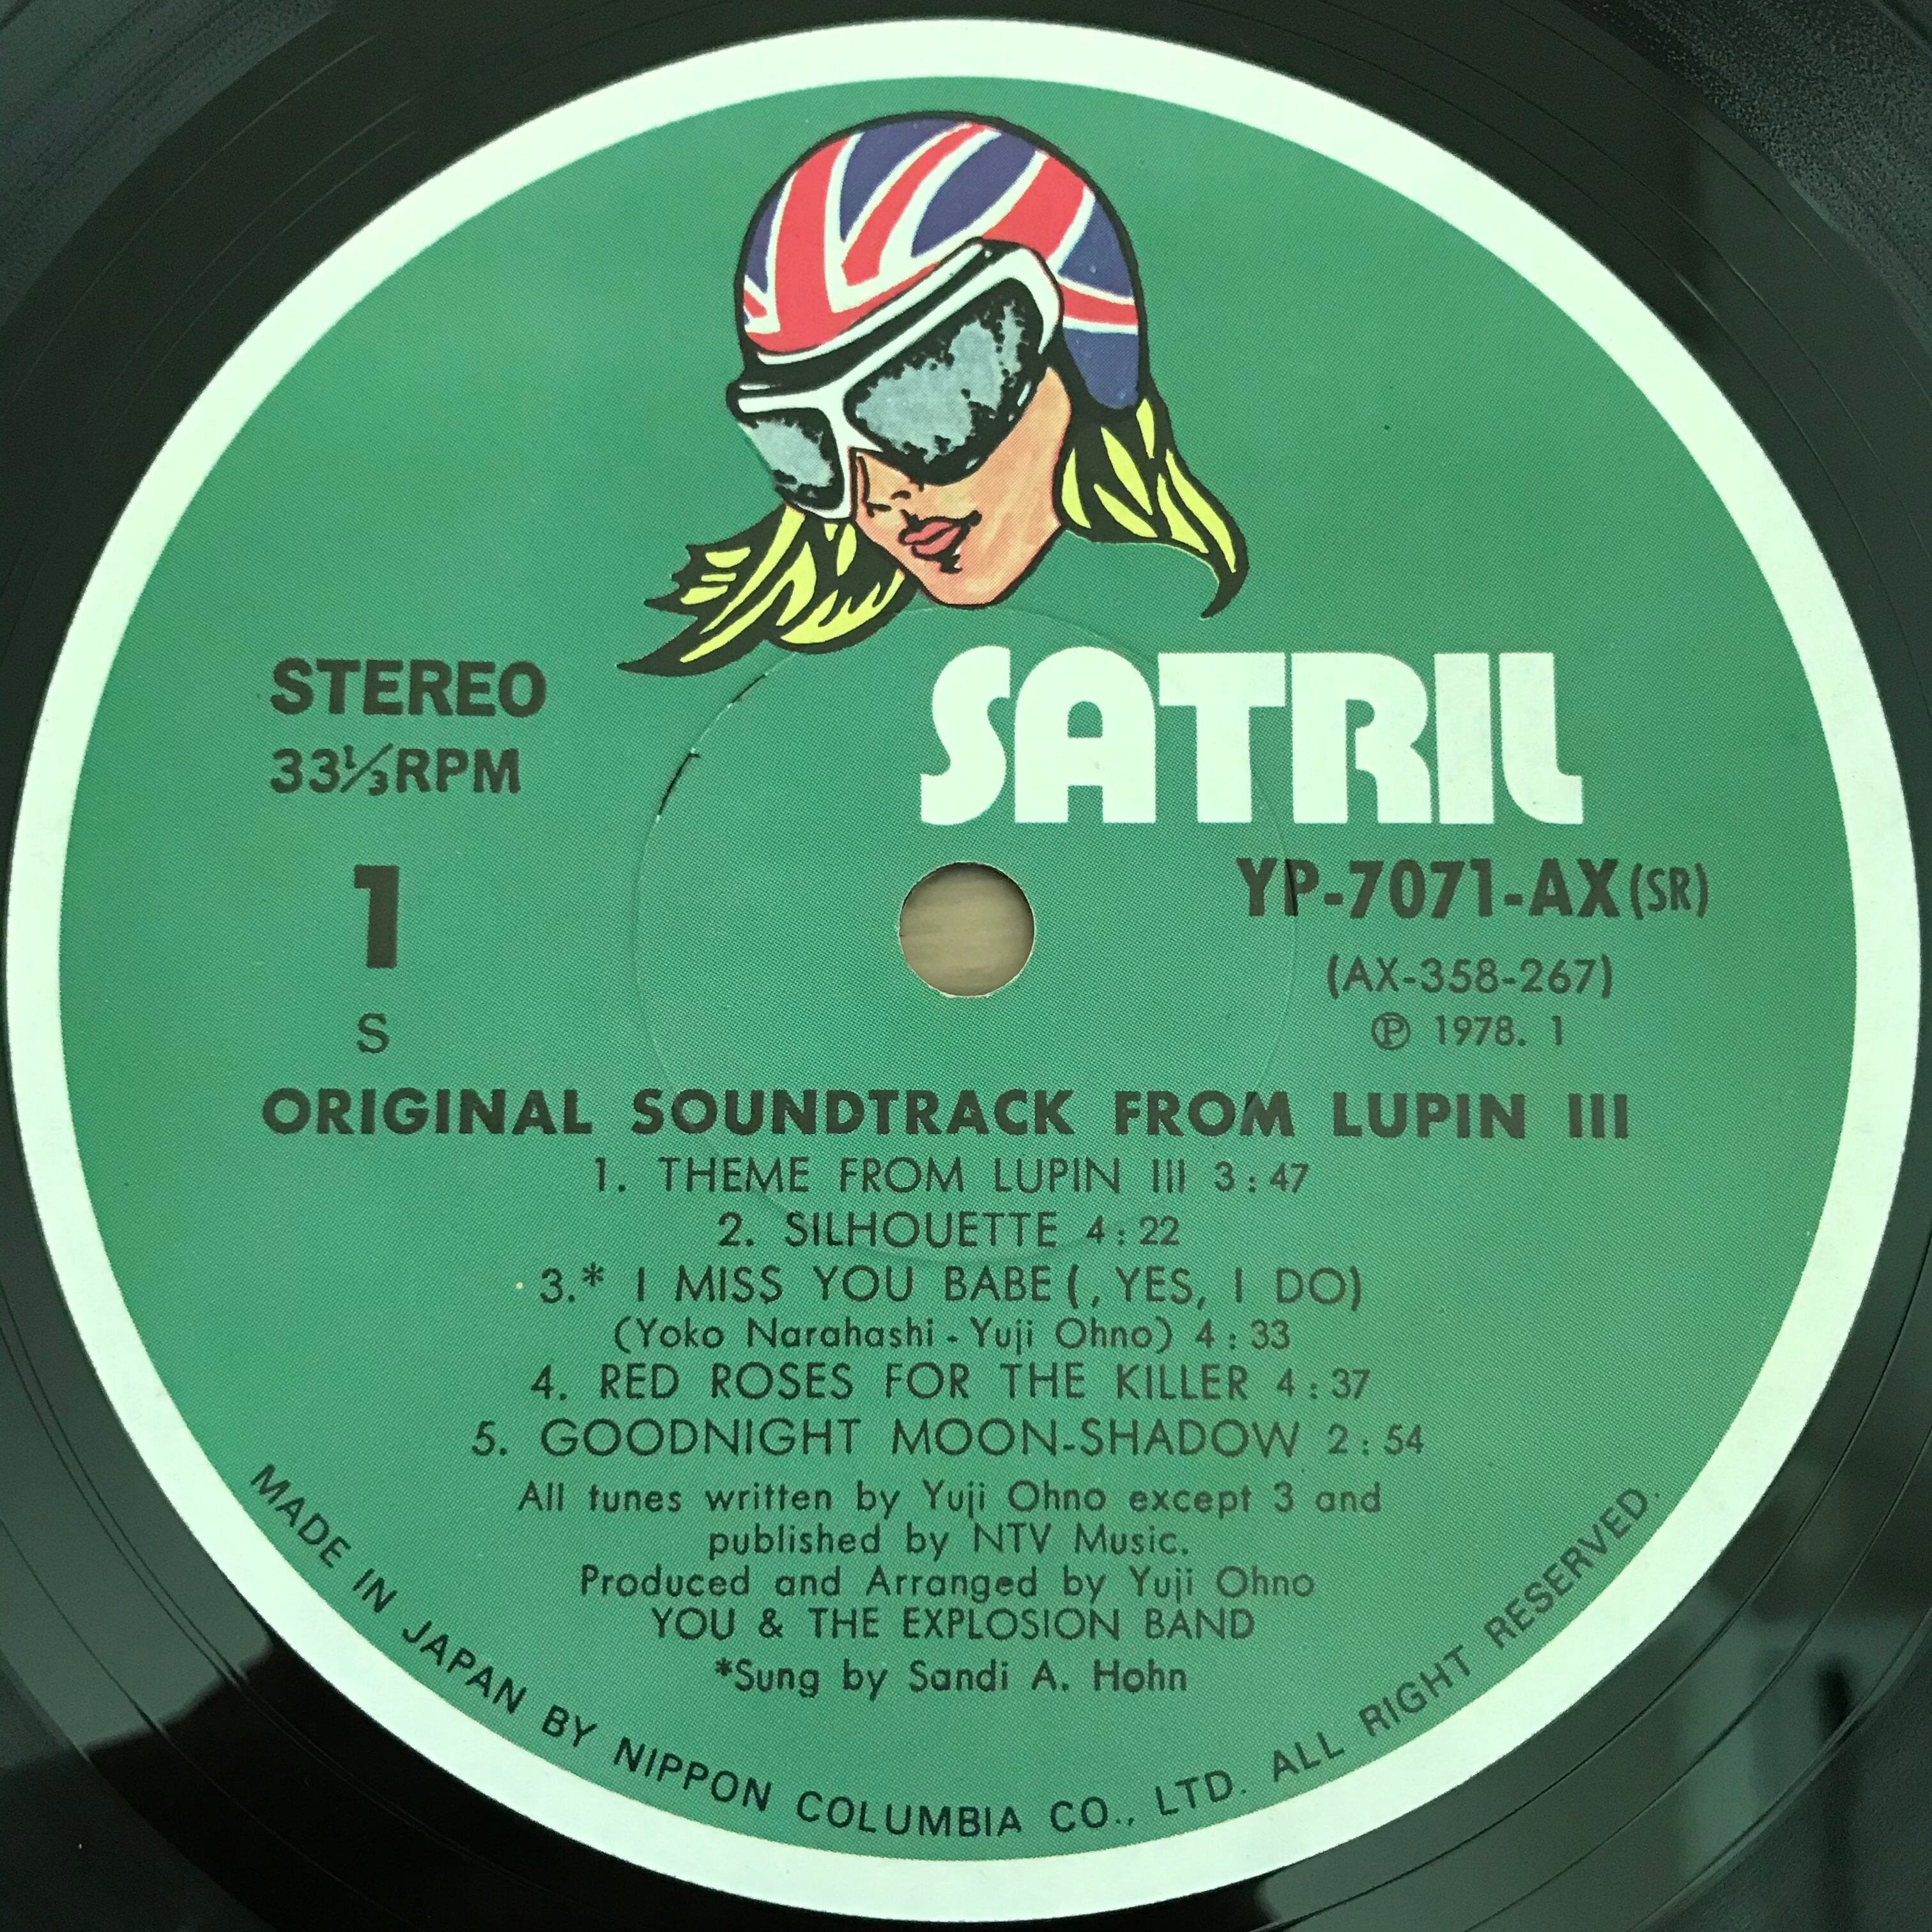 SATRIL
STEREO
33⅓RPM
1
S
YP-7071-AX(SR)
(AX-358-267)
℗ 1978. 1
ORIGINAL SOUNDTRACK FROM LUPIN III
1. THEME FROM LUPIN III 3:47
2. SILHOUETTE 4:22
3.* I MISS YOU BABE(,YES, I DO)
(Yoko Narahashi - Yuji Ohno) 4:33
4. RED ROSES FOR THE KILLER 4:37
5. GOODNIGHT MOON-SHADOW 2:54
All tunes written by Yuji Ohno except 3 and
published by NTV Music.
Produced and Arranged by Yuji Ohno
YOU & THE EXPLOSION BAND
*Sung by Sandi A. Hohn
MADE IN JAPAN BY NIPPON COLUMBIA CO., LTD. ALL RIGHT RESERVED.